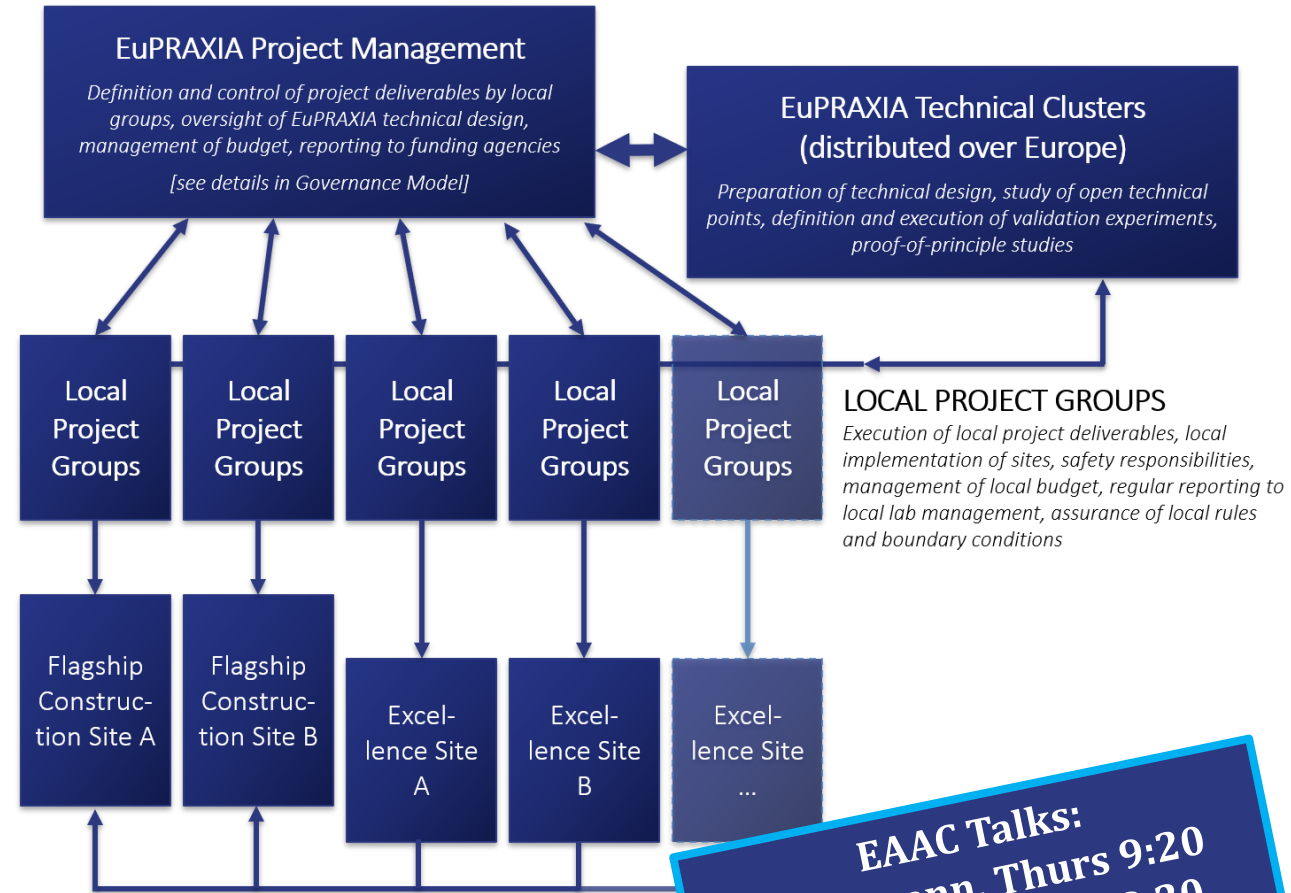 EuPRAXIA Project Management
Definition and control of project deliverables by local
groups, oversight of EuPRAXIA technical design,
management of budget, reporting to funding agencies
[see details in Governance Model]
EuPRAXIA Technical Clusters
(distributed over Europe)
Preparation of technical design, study of open technical
points, definition and execution of validation experiments,
proof-of-principle studies
Local
Project
Groups
Local
Project
Groups
Local
Project
Groups
Local
Project
Groups
Local
Project
Groups
LOCAL PROJECT GROUPS
Execution of local project deliverables, local
implementation of sites, safety responsibilities,
management of local budget, regular reporting to
local lab management, assurance of local rules
and boundary conditions
Flagship
Construc-
tion Site A
Flagship
Construc-
tion Site B
Excel-
lence Site
A
Excel-
lence Site
B
Excel-
lence Site
...
EAAC Talks:
Thurs 9:20